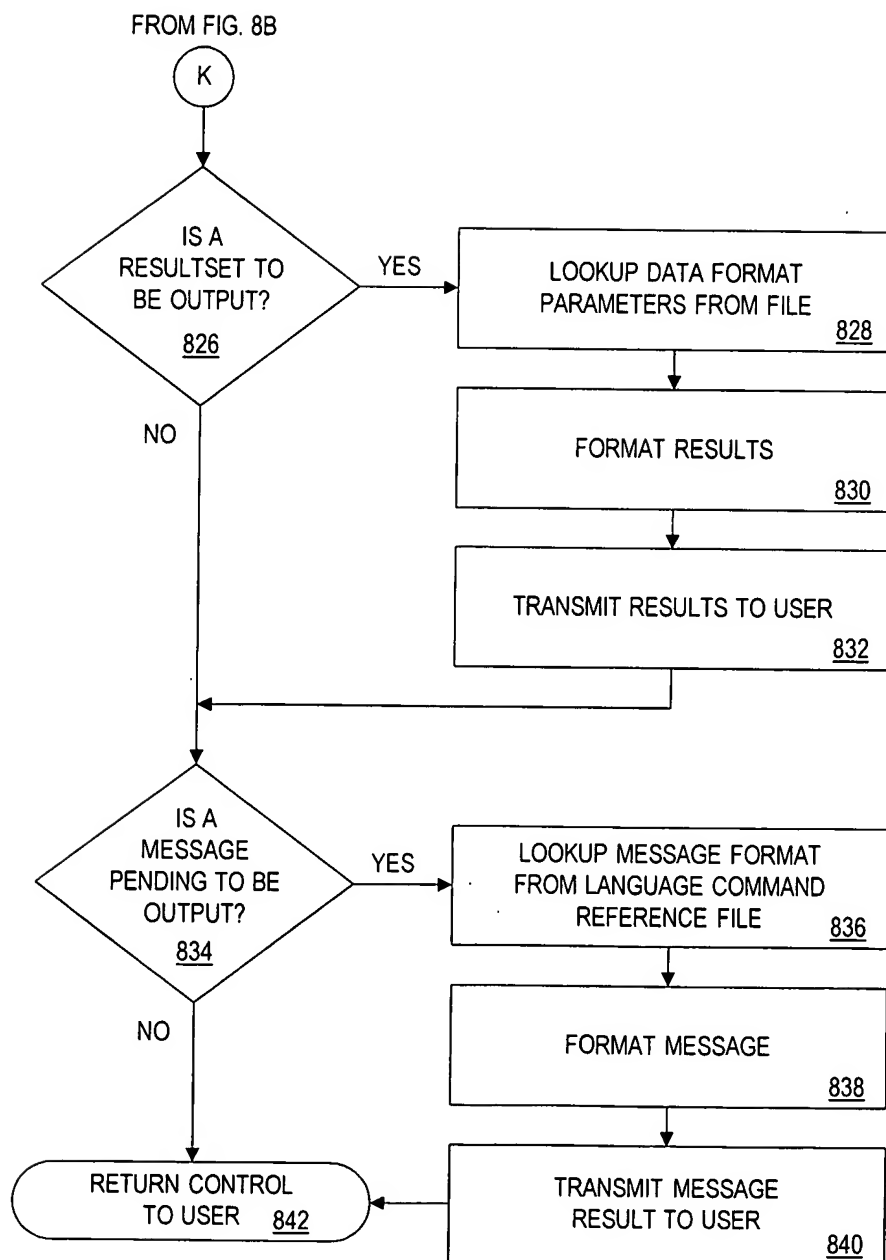 FROM FIG. 8B
K
IS A
RESULTSET TO
BE OUTPUT?
826
YES
NO
LOOKUP DATA FORMAT
PARAMETERS FROM FILE
828
FORMAT RESULTS
830
TRANSMIT RESULTS TO USER
832
IS A
MESSAGE
PENDING TO BE
OUTPUT?
834
YES
NO
LOOKUP MESSAGE FORMAT
FROM LANGUAGE COMMAND
REFERENCE FILE
836
FORMAT MESSAGE
838
TRANSMIT MESSAGE
RESULT TO USER
840
RETURN CONTROL
TO USER 842